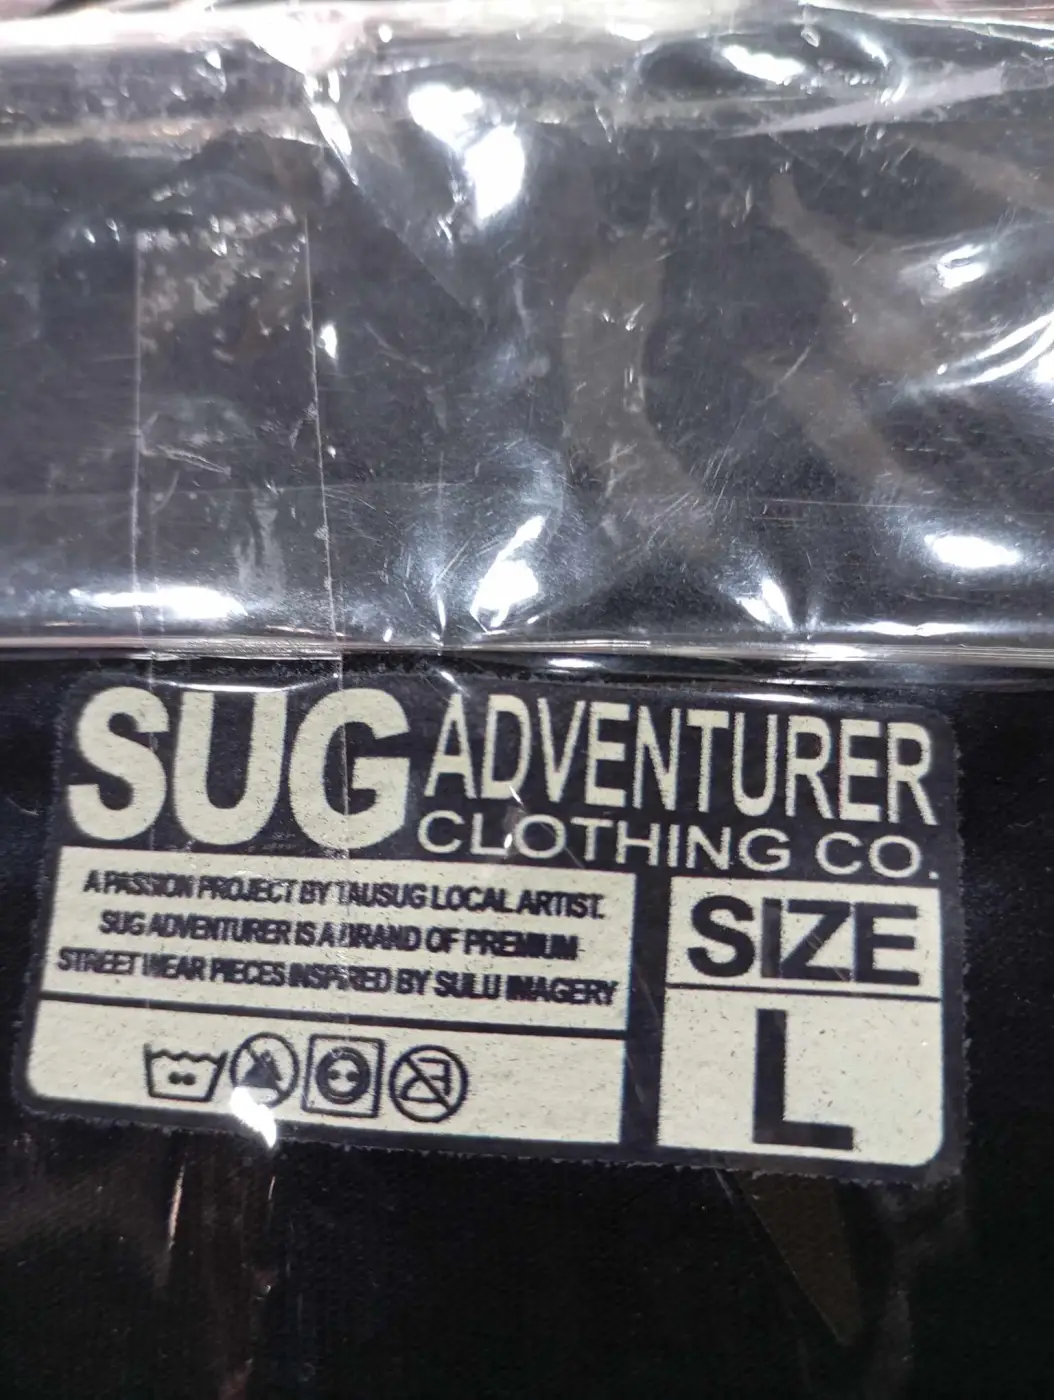 SUG ADVENTURER
CLOTHING CO.
A PASSION PROJECT BY TAUSUG LOCAL ARTIST.
SUG ADVENTURER IS A BRAND OF PREMIUM
STREET WEAR PIECES INSPIRED BY SULU IMAGERY
SIZE
L